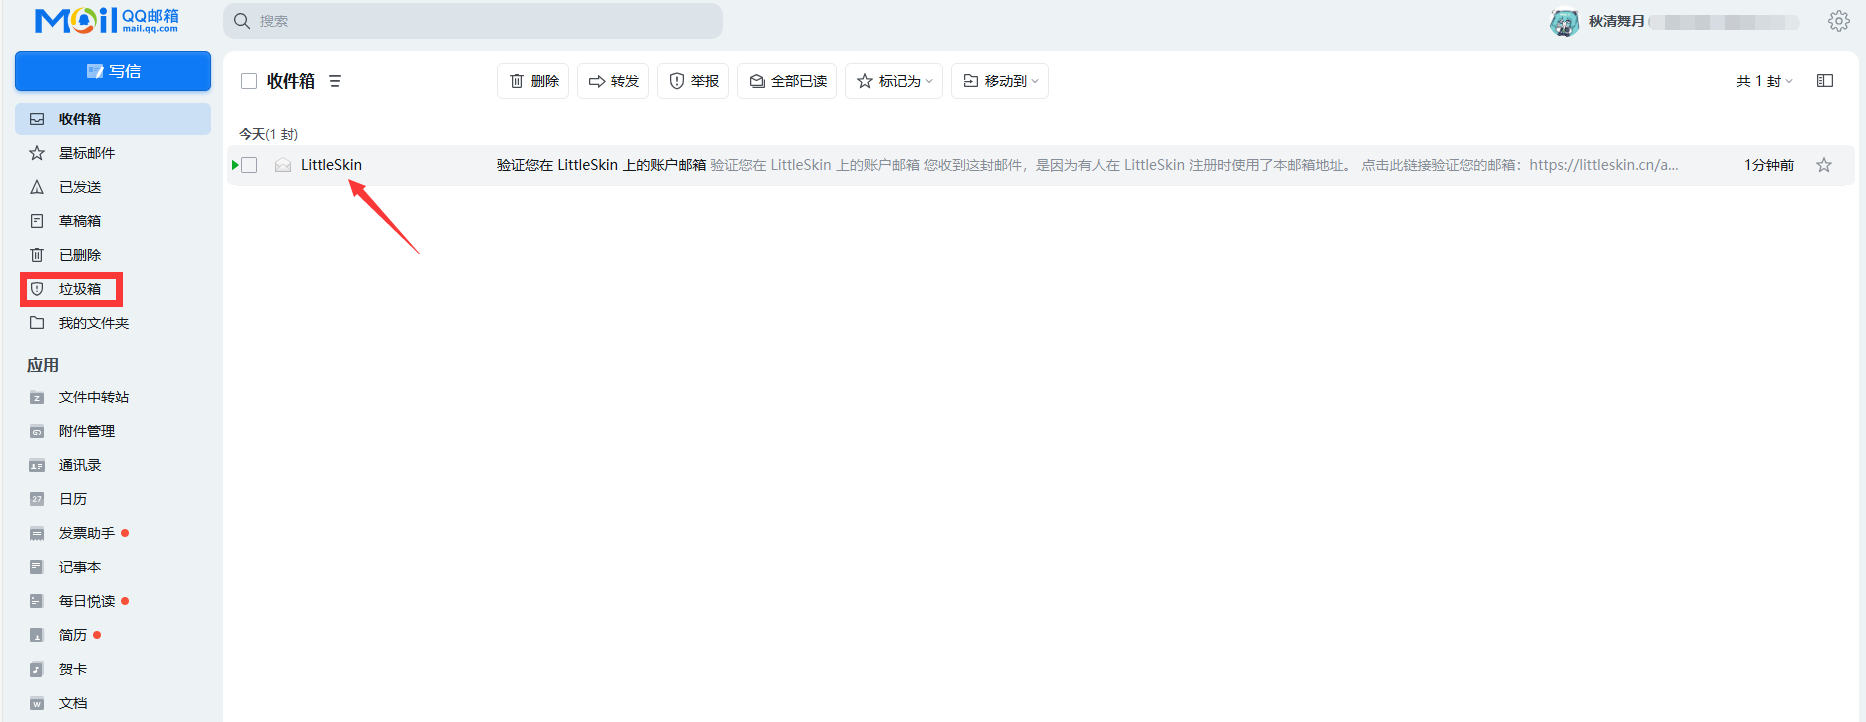 Mail QQ邮箱
mail.qq.com
搜索
秋清舞月
写信
收件箱
星标邮件
已发送
草稿箱
已删除
垃圾箱
我的文件夹
应用
文件中转站
附件管理
通讯录
27 日历
发票助手
记事本
每日悦读
简历
贺卡
文档
收件箱 删除 转发 举报 全部已读 标记为 移动到 共 1 封
今天(1 封)
LittleSkin 验证您在 LittleSkin 上的账户邮箱 验证您在 LittleSkin 上的账户邮箱 您收到这封邮件，是因为有人在 LittleSkin 注册时使用了本邮箱地址。 点击此链接验证您的邮箱：https://littleskin.cn/a... 1分钟前